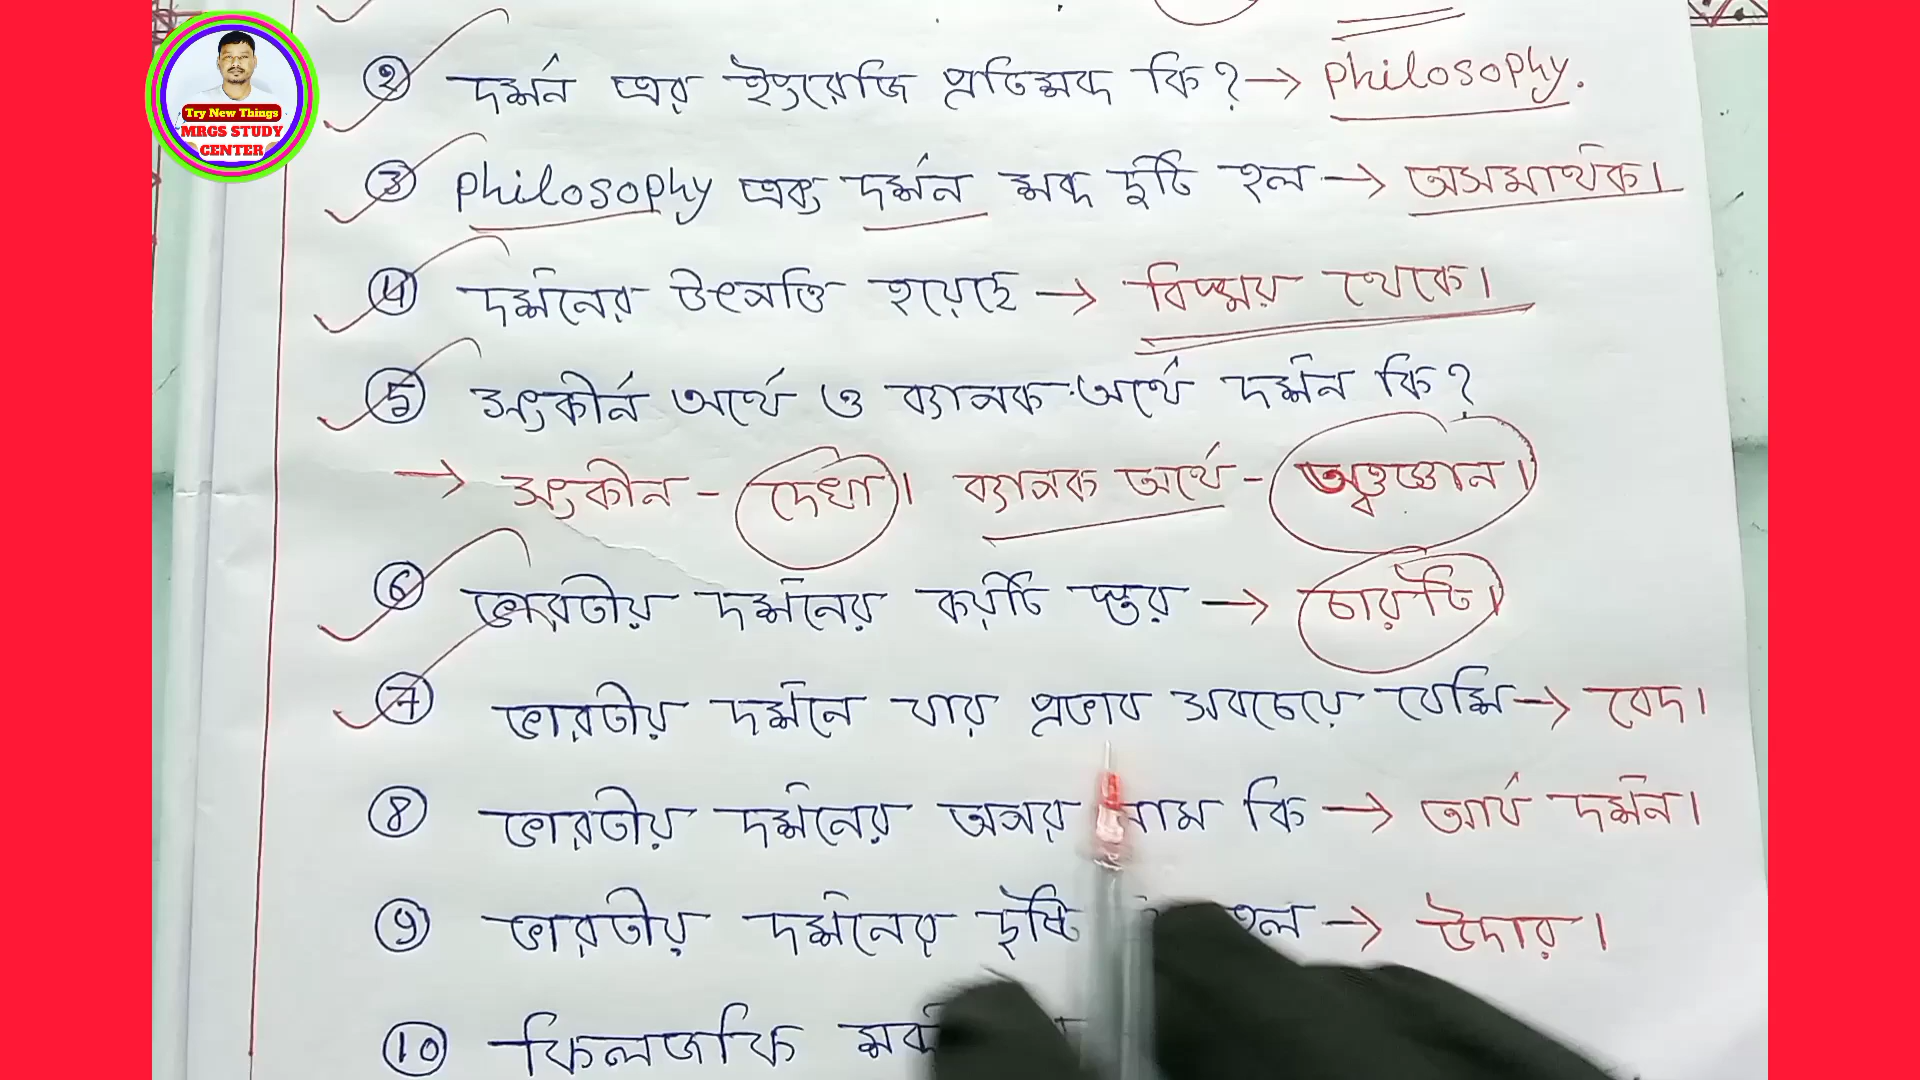 Try New Things
MRGS STUDY
CENTER
② দর্শন এর ইংরেজি প্রতিশব্দ কি? → Philosophy.
③ Philosophy এবং দর্শন শব্দ দুটি হল → অসমার্থক।
④ দর্শনের উৎপত্তি হয়েছে → বিস্ময় থেকে।
⑤ সংকীর্ন অর্থে ও ব্যাপক অর্থে দর্শন কি?
→ সংকীর্ন - দেখা। ব্যাপক অর্থে - তত্ত্বজ্ঞান।
⑥ ভারতীয় দর্শনের কয়টি স্তর → চারটি।
⑦ ভারতীয় দর্শনে যার প্রভাব সবচেয়ে বেশি → বেদ।
⑧ ভারতীয় দর্শনের অপর নাম কি → আর্য দর্শন।
⑨ ভারতীয় দর্শনের দৃষ্টি হল → উদার।
⑩ ফিলজফি